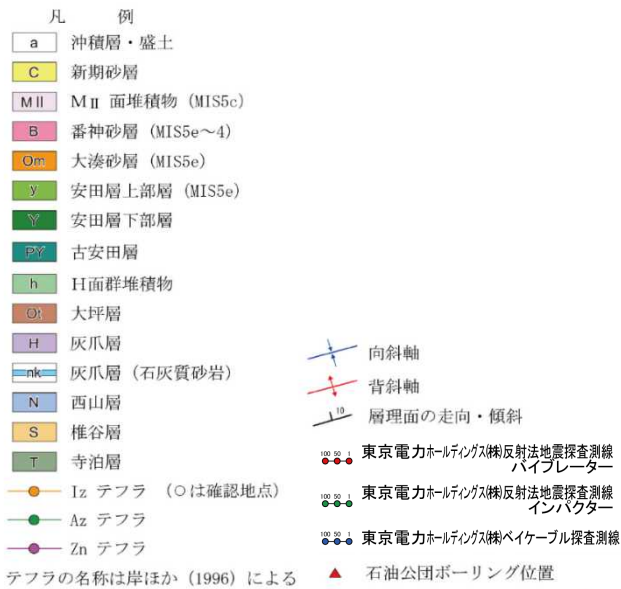 凡　例
a 沖積層・盛土
C 新期砂層
MⅡ MⅡ 面堆積物（MIS5c）
B 番神砂層（MIS5e～4）
Om 大湊砂層（MIS5e）
y 安田層上部層（MIS5e）
Y 安田層下部層
PY 古安田層
h H面群堆積物
Ot 大坪層
H 灰爪層
nk 灰爪層（石灰質砂岩）
N 西山層
S 椎谷層
T 寺泊層
Iz テフラ （○は確認地点）
Az テフラ
Zn テフラ
テフラの名称は岸ほか（1996）による
向斜軸
背斜軸
10 層理面の走向・傾斜
100 50 1 東京電力ホールディングス㈱反射法地震探査測線
バイブレーター
100 50 1 東京電力ホールディングス㈱反射法地震探査測線
インパクター
100 50 1 東京電力ホールディングス㈱ベイケーブル探査測線
石油公団ボーリング位置